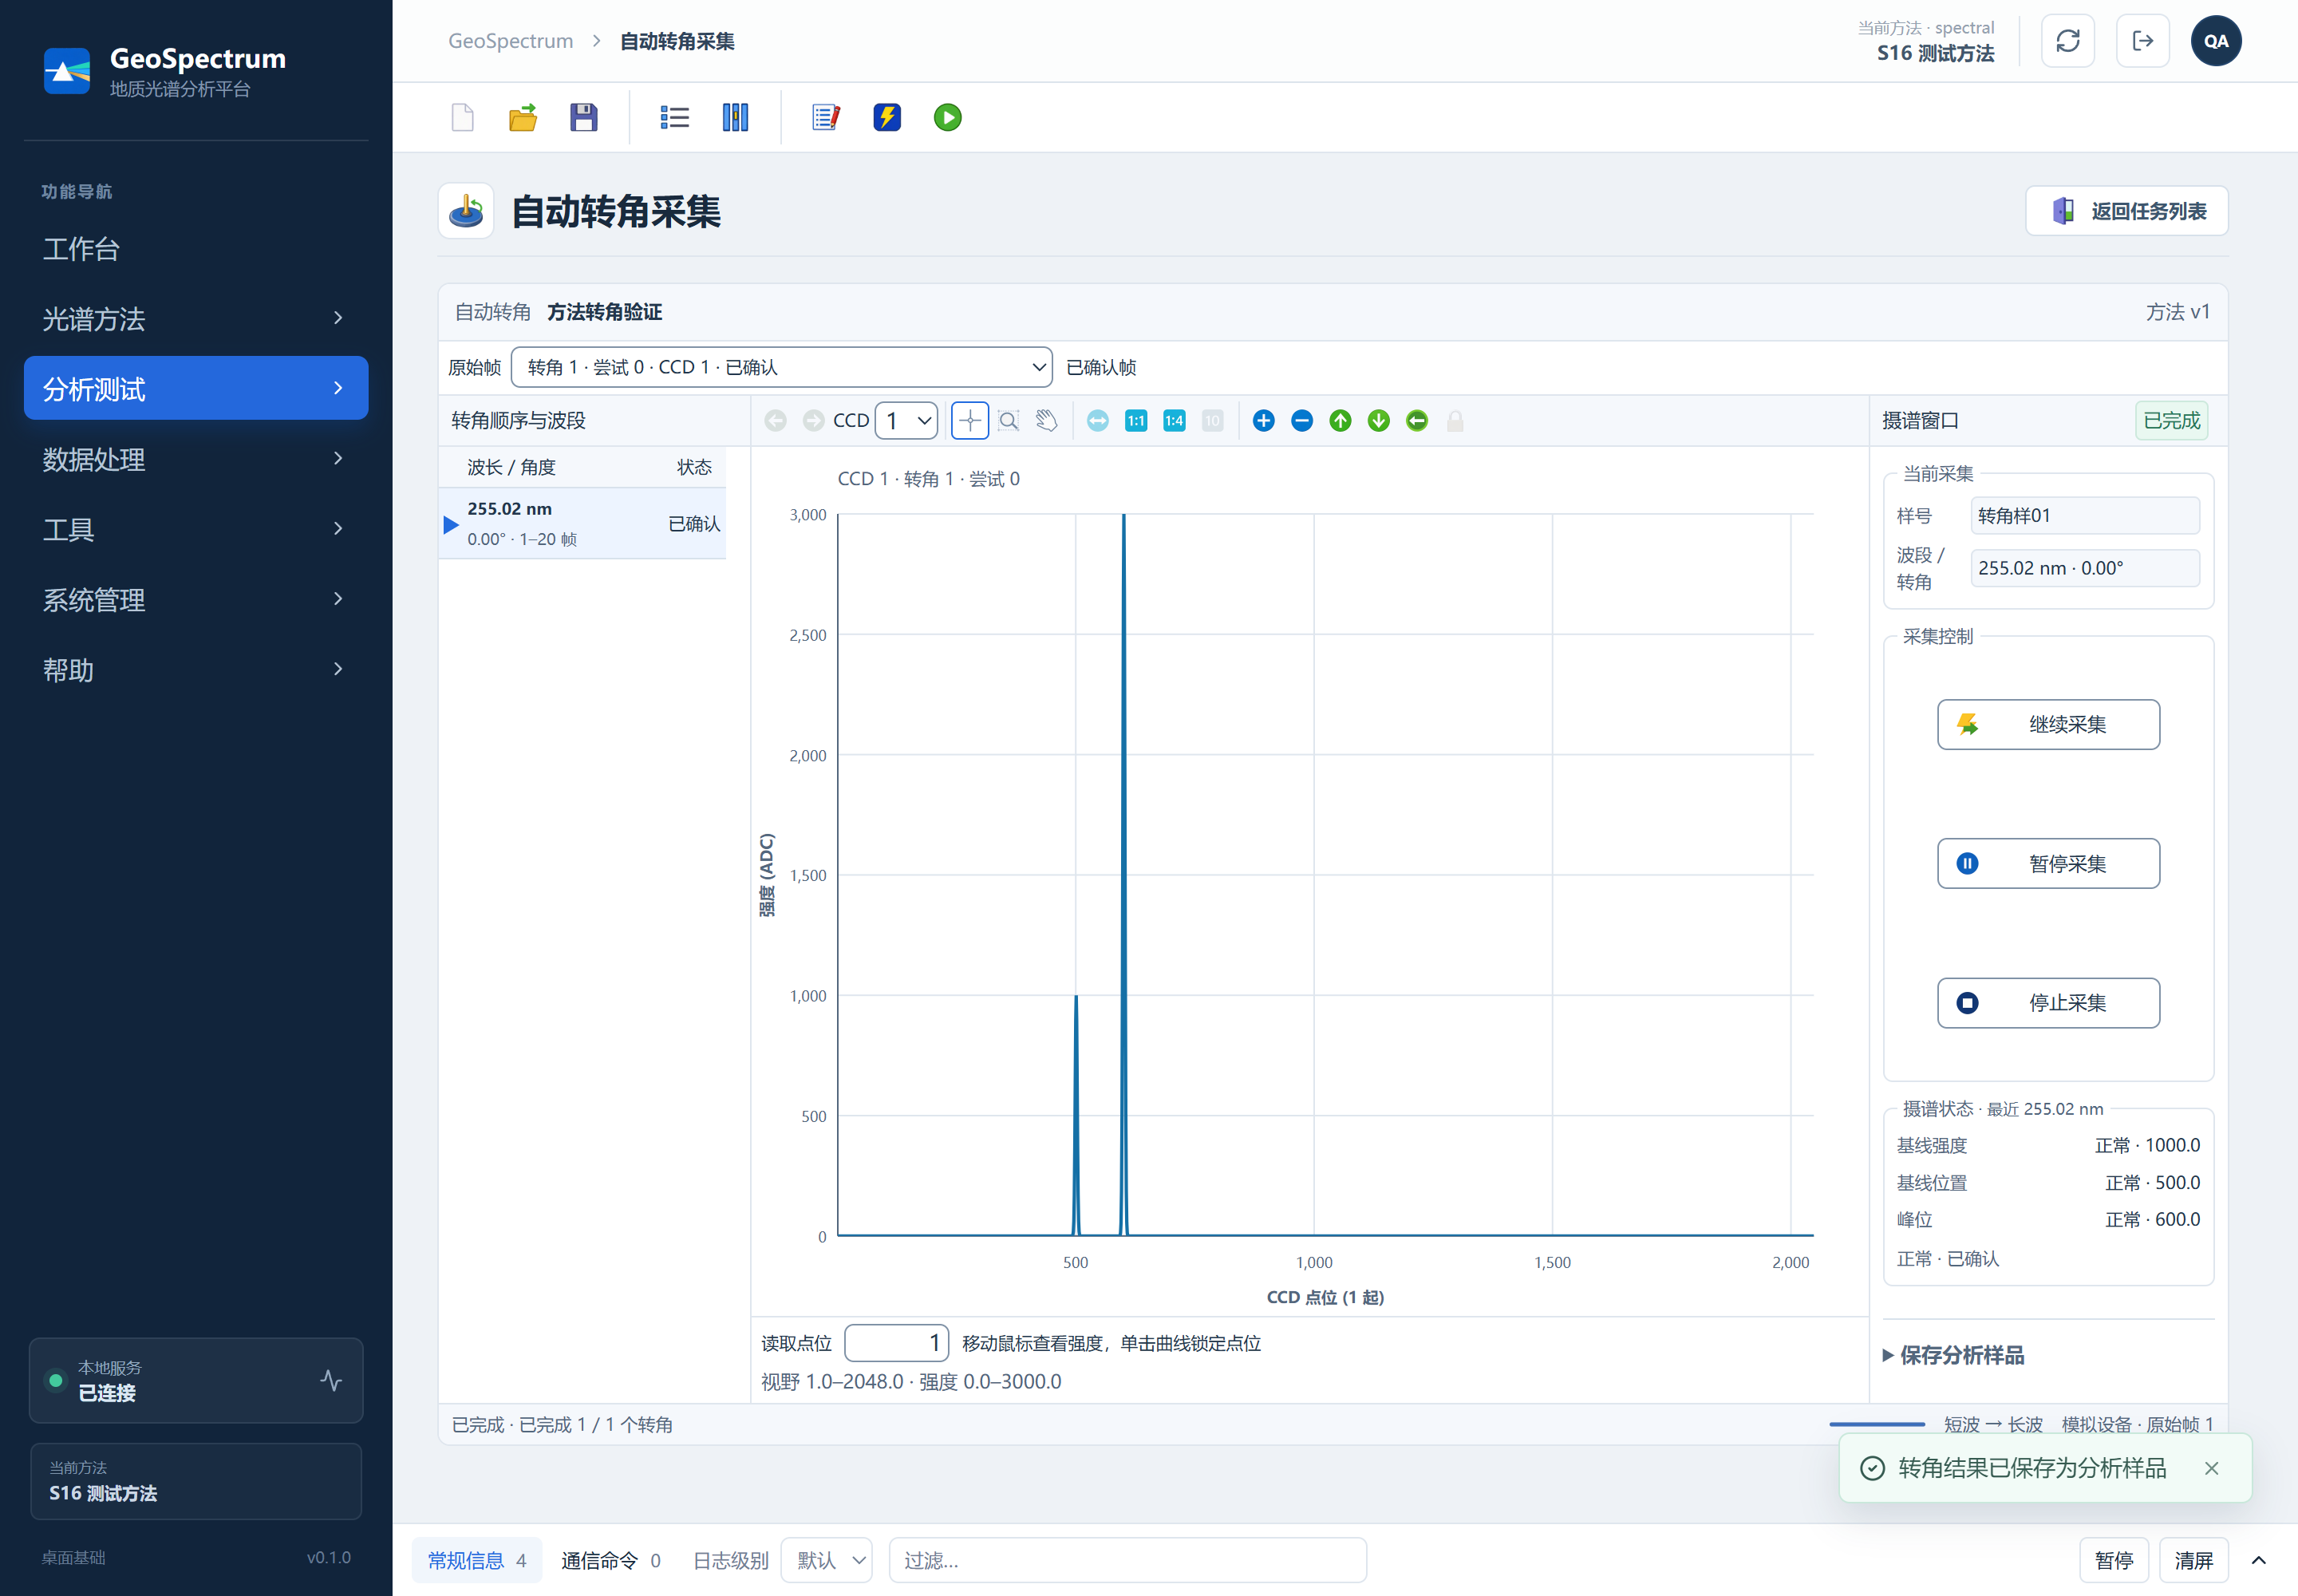 GeoSpectrum
地质光谱分析平台
功能导航
工作台
光谱方法
分析测试
数据处理
工具
系统管理
帮助
本地服务
已连接
当前方法
S16 测试方法
桌面基础 v0.1.0
GeoSpectrum 自动转角采集
当前方法 · spectral
S16 测试方法
QA
自动转角采集
返回任务列表
自动转角 方法转角验证 方法 v1
原始帧 转角 1 · 尝试 0 · CCD 1 · 已确认 已确认帧
转角顺序与波段
CCD 1 1:1 1:4 10
摄谱窗口 已完成
波长 / 角度 状态
255.02 nm
0.00° · 1–20 帧
已确认
CCD 1 · 转角 1 · 尝试 0
3,000
2,500
2,000
1,500
1,000
500
0
强度 (ADC)
500 1,000 1,500 2,000
CCD 点位 (1 起)
读取点位 1 移动鼠标查看强度，单击曲线锁定点位
视野 1.0–2048.0 · 强度 0.0–3000.0
当前采集
样号 转角样01
波段 /
转角
255.02 nm · 0.00°
采集控制
继续采集
暂停采集
停止采集
摄谱状态 · 最近 255.02 nm
基线强度 正常 · 1000.0
基线位置 正常 · 500.0
峰位 正常 · 600.0
正常 · 已确认
保存分析样品
已完成 · 已完成 1 / 1 个转角 短波 → 长波 模拟设备 · 原始帧 1
转角结果已保存为分析样品
常规信息 4 通信命令 0 日志级别 默认 过滤... 暂停 清屏